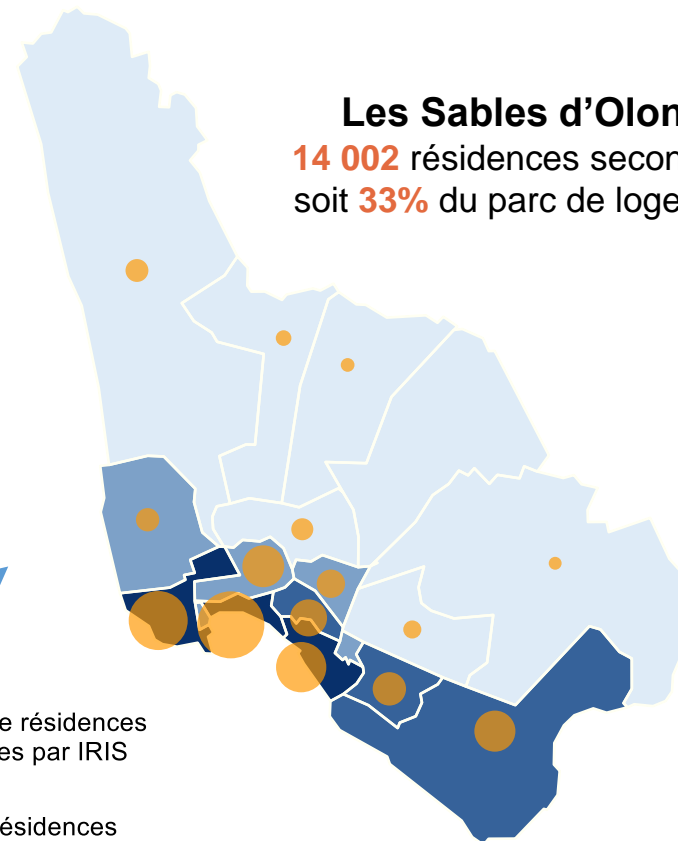 Les Sables d’Olon
14 002 résidences secon
soit 33% du parc de loge
e résidences
es par IRIS
ésidences